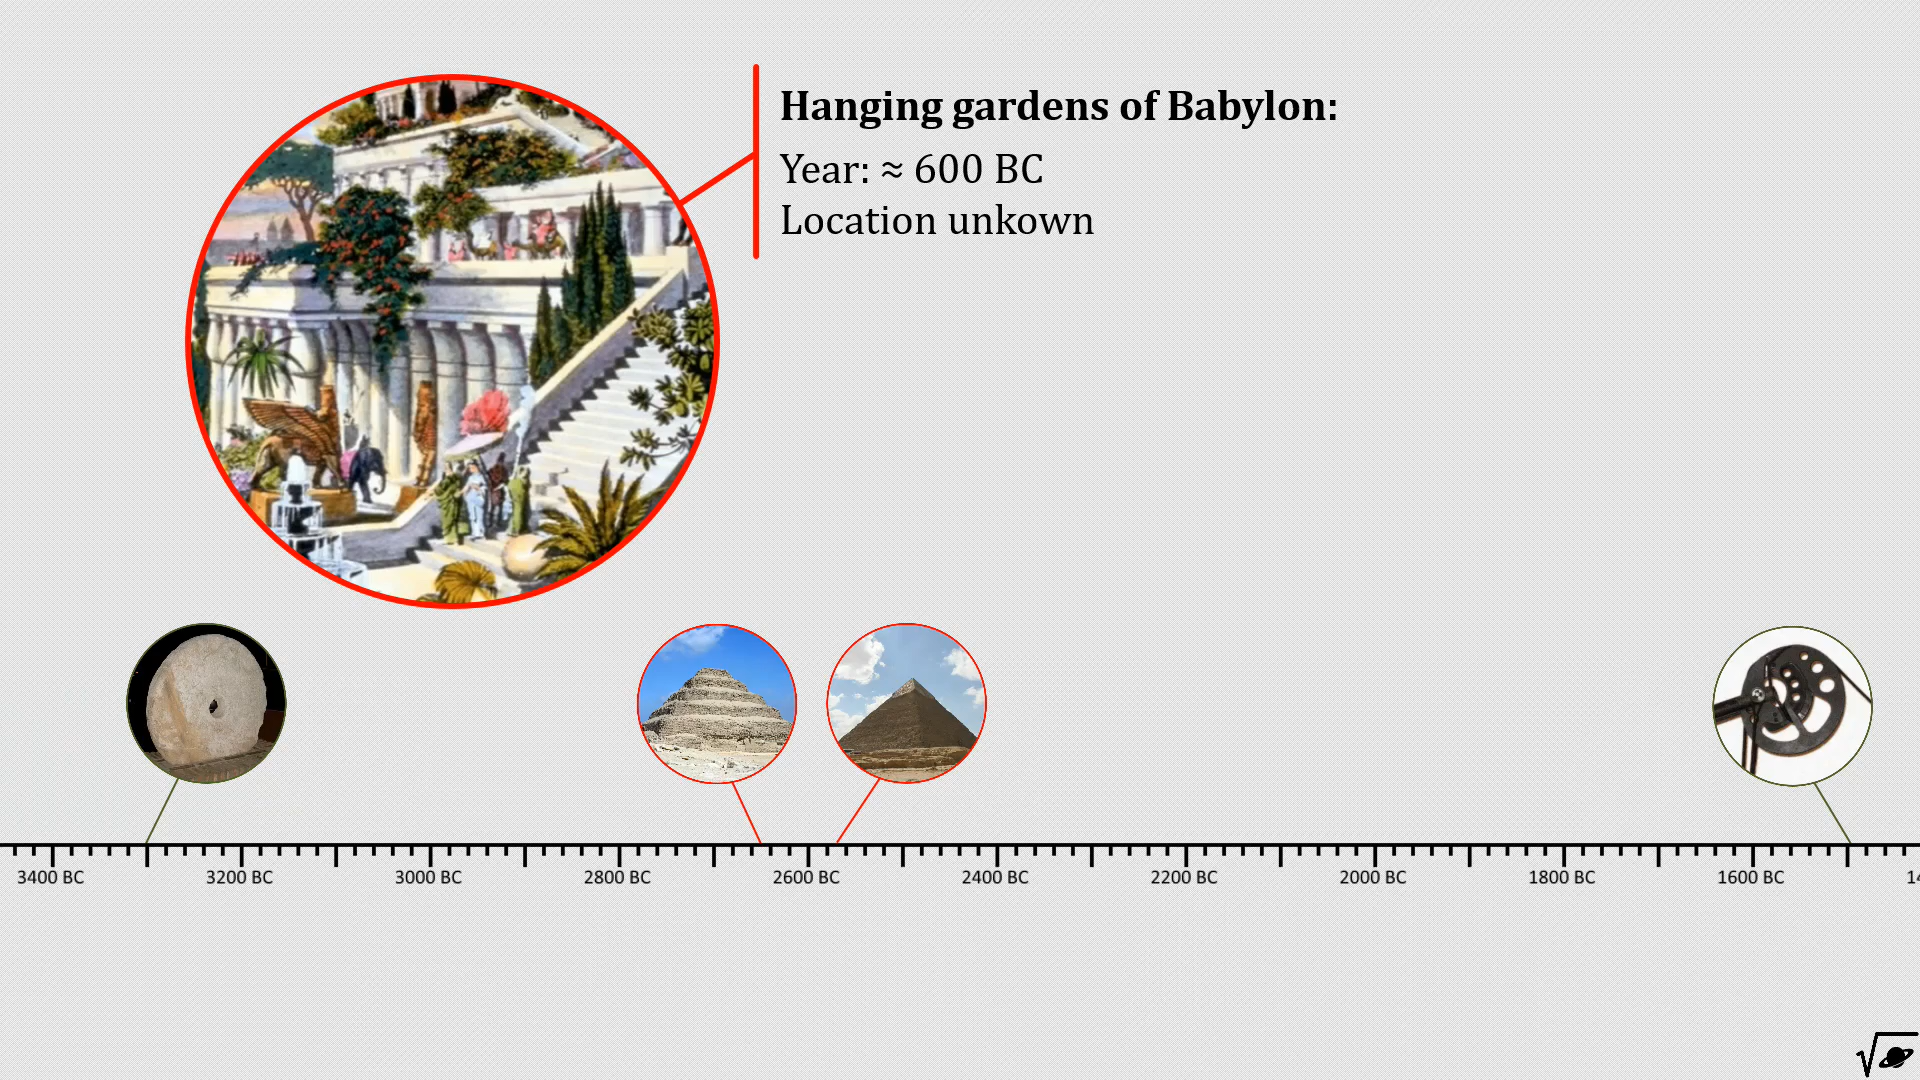 Hanging gardens of Babylon:
Year: ≈ 600 BC
Location unkown
3400 BC 3200 BC 3000 BC 2800 BC 2600 BC 2400 BC 2200 BC 2000 BC 1800 BC 1600 BC